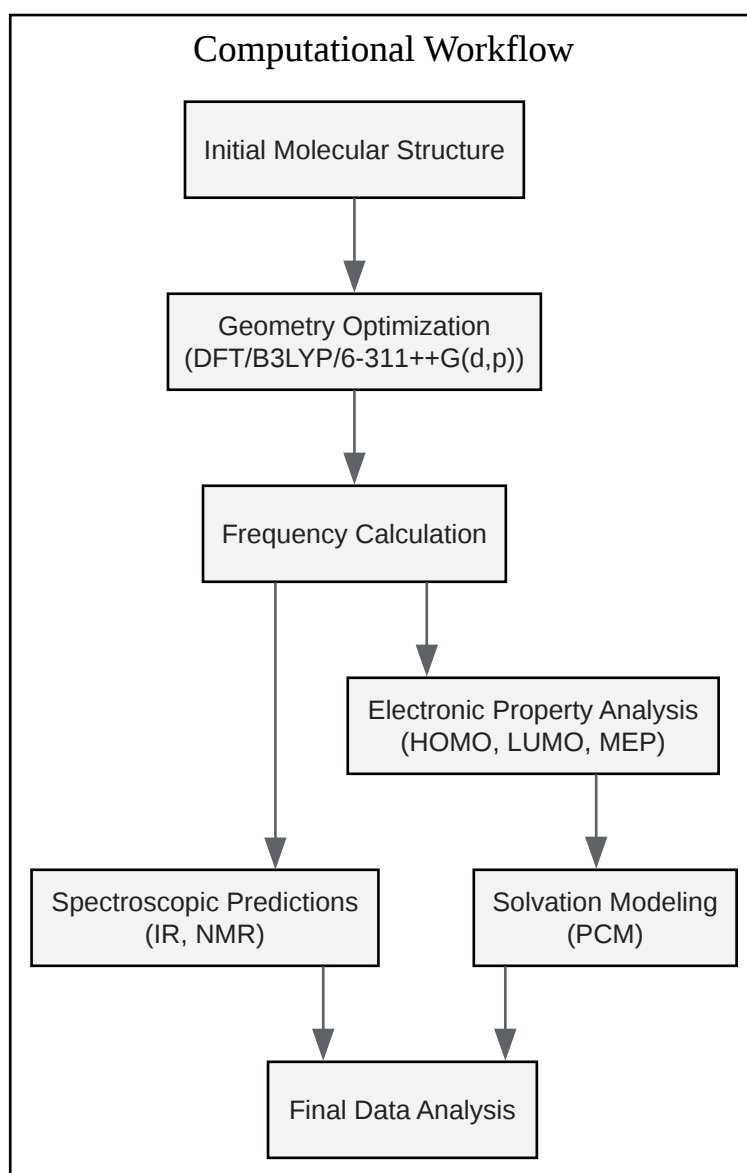 Computational Workflow
Initial Molecular Structure
Geometry Optimization
(DFT/B3LYP/6-311++G(d,p))
Frequency Calculation
Electronic Property Analysis
(HOMO, LUMO, MEP)
Spectroscopic Predictions
(IR, NMR)
Solvation Modeling
(PCM)
Final Data Analysis